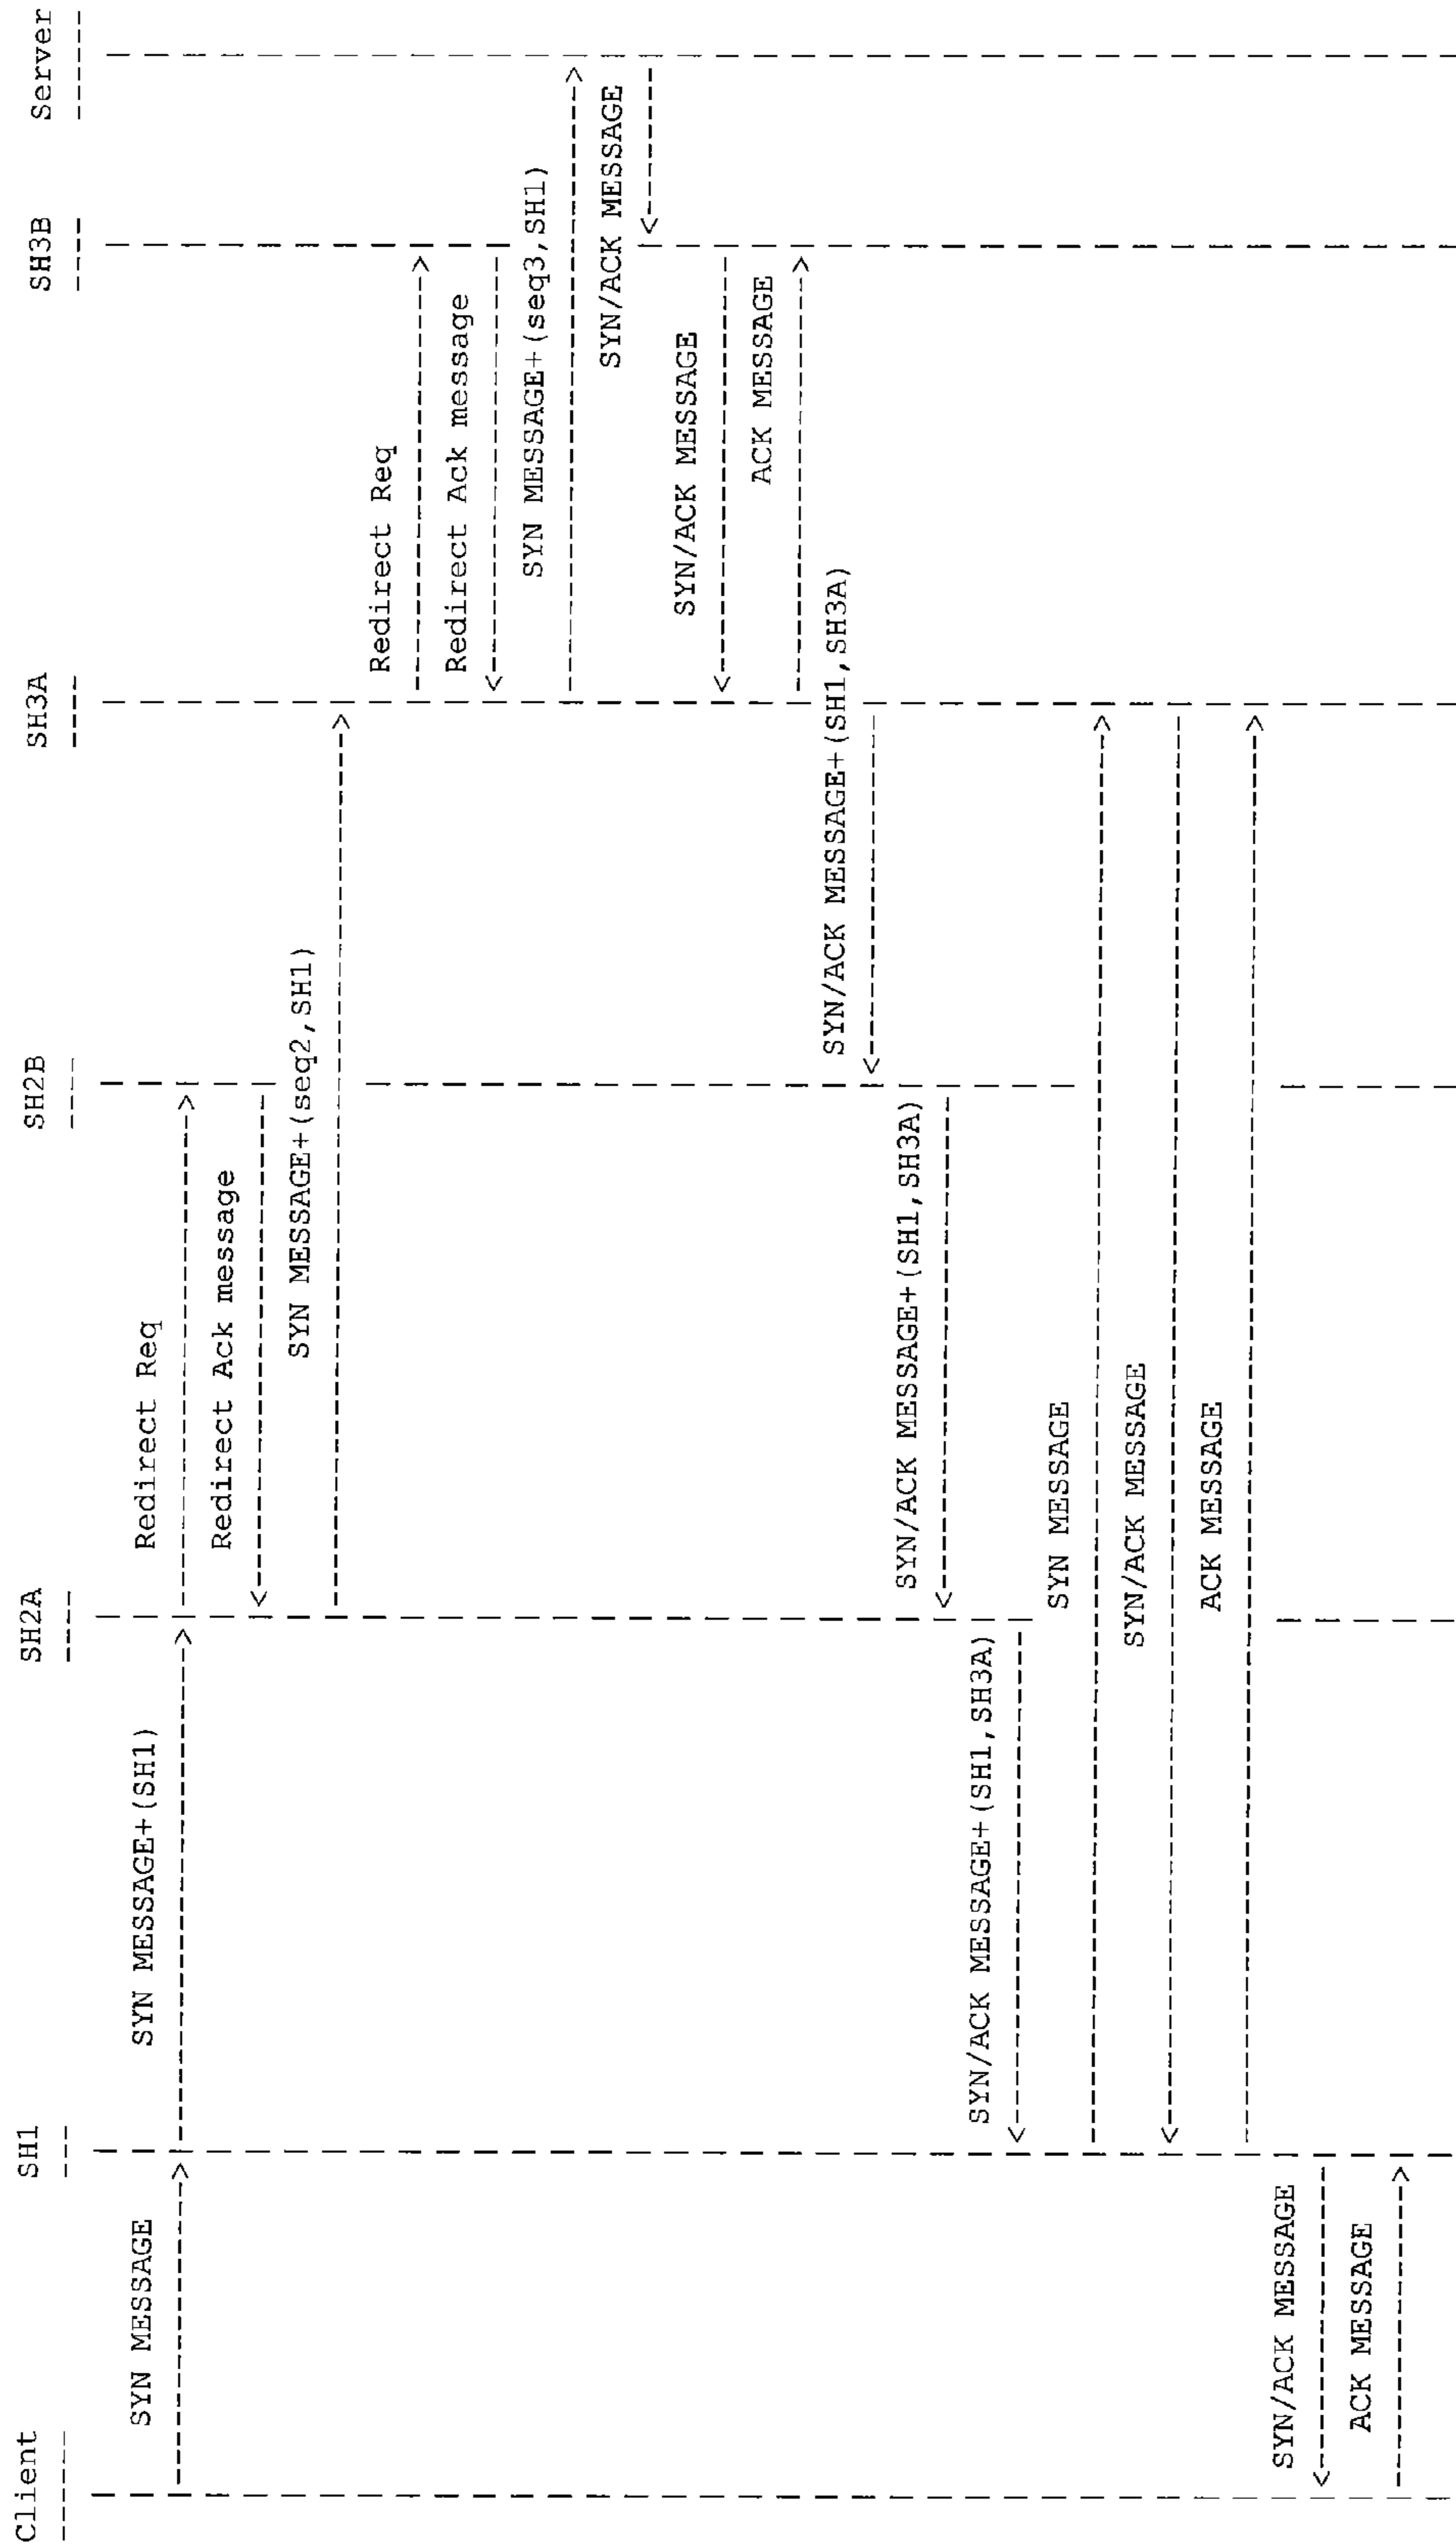 Client SH1 SH2A SH2B SH3A SH3B Server
SYN MESSAGE SYN MESSAGE+(SH1) Redirect Req
Redirect Ack message
SYN MESSAGE+(seq2,SH1)
Redirect Req
Redirect Ack message
SYN MESSAGE+(seq3,SH1)
SYN/ACK MESSAGE
SYN/ACK MESSAGE
ACK MESSAGE
SYN/ACK MESSAGE+(SH1,SH3A)
SYN/ACK MESSAGE+(SH1,SH3A)
SYN/ACK MESSAGE+(SH1,SH3A)
SYN MESSAGE
SYN/ACK MESSAGE
ACK MESSAGE
SYN/ACK MESSAGE
ACK MESSAGE